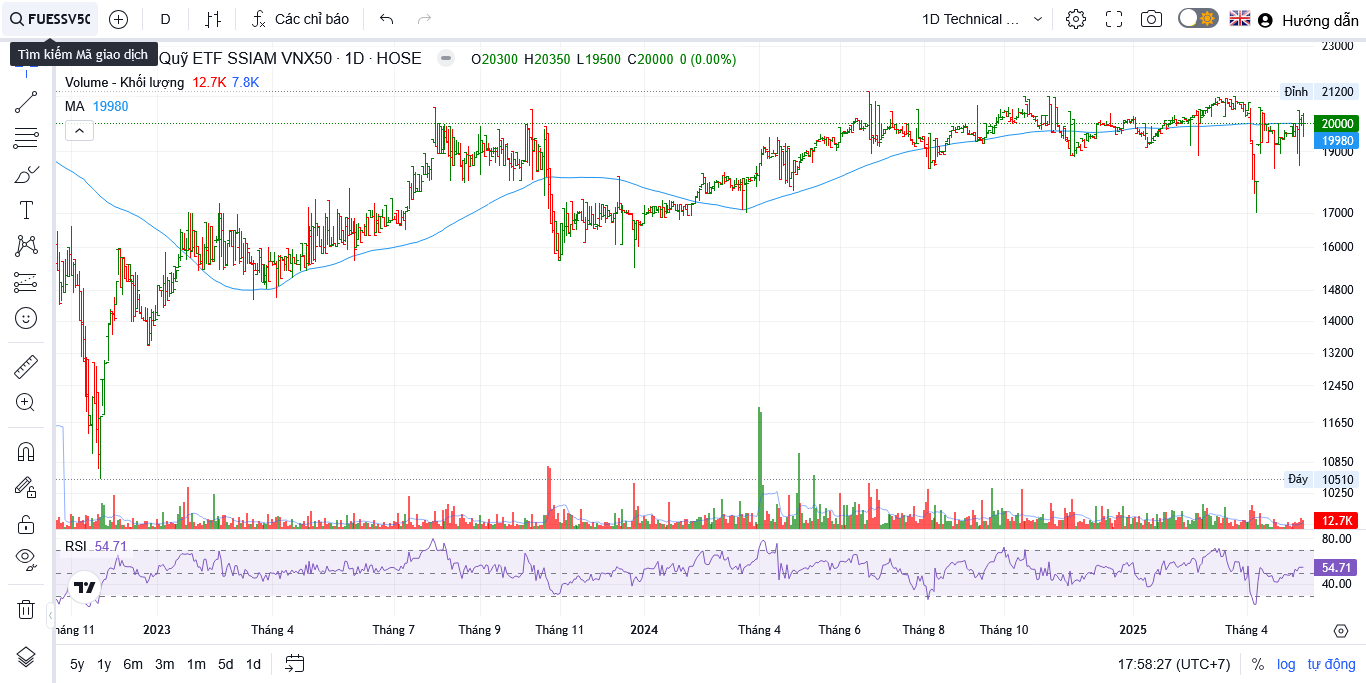 FUESSV50
D
Các chỉ báo
1D Technical ...
Hướng dẫn
Tìm kiếm Mã giao dịch
Quỹ ETF SSIAM VNX50 · 1D · HOSE
O20300 H20350 L19500 C20000 0 (0.00%)
Volume - Khối lượng 12.7K 7.8K
MA 19980
23000
Đỉnh 21200
20000
19980
19000
17000
16000
14800
14000
13200
12450
11650
10850
Đáy 10510
10250
12.7K
RSI 54.71
80.00
54.71
40.00
háng 11 2023 Tháng 4 Tháng 7 Tháng 9 Tháng 11 2024 Tháng 4 Tháng 6 Tháng 8 Tháng 10 2025 Tháng 4
5y 1y 6m 3m 1m 5d 1d
17:58:27 (UTC+7) % log tự động